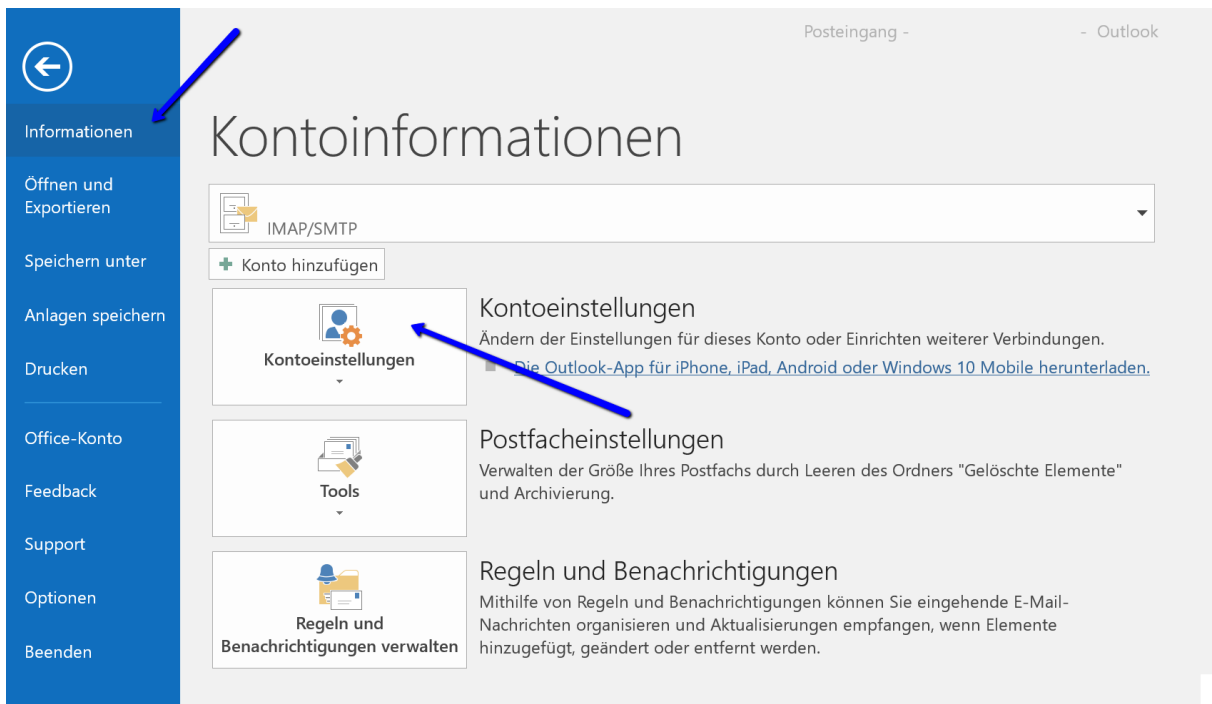 Posteingang - - Outlook
Informationen
Öffnen und
Exportieren
Speichern unter
Anlagen speichern
Drucken
Office-Konto
Feedback
Support
Optionen
Beenden
Kontoinformationen
IMAP/SMTP
Konto hinzufügen
Kontoeinstellungen
Kontoeinstellungen
Ändern der Einstellungen für dieses Konto oder Einrichten weiterer Verbindungen.
Die Outlook-App für iPhone, iPad, Android oder Windows 10 Mobile herunterladen.
Tools
Postfacheinstellungen
Verwalten der Größe Ihres Postfachs durch Leeren des Ordners "Gelöschte Elemente"
und Archivierung.
Regeln und
Benachrichtigungen verwalten
Regeln und Benachrichtigungen
Mithilfe von Regeln und Benachrichtigungen können Sie eingehende E-Mail-
Nachrichten organisieren und Aktualisierungen empfangen, wenn Elemente
hinzugefügt, geändert oder entfernt werden.